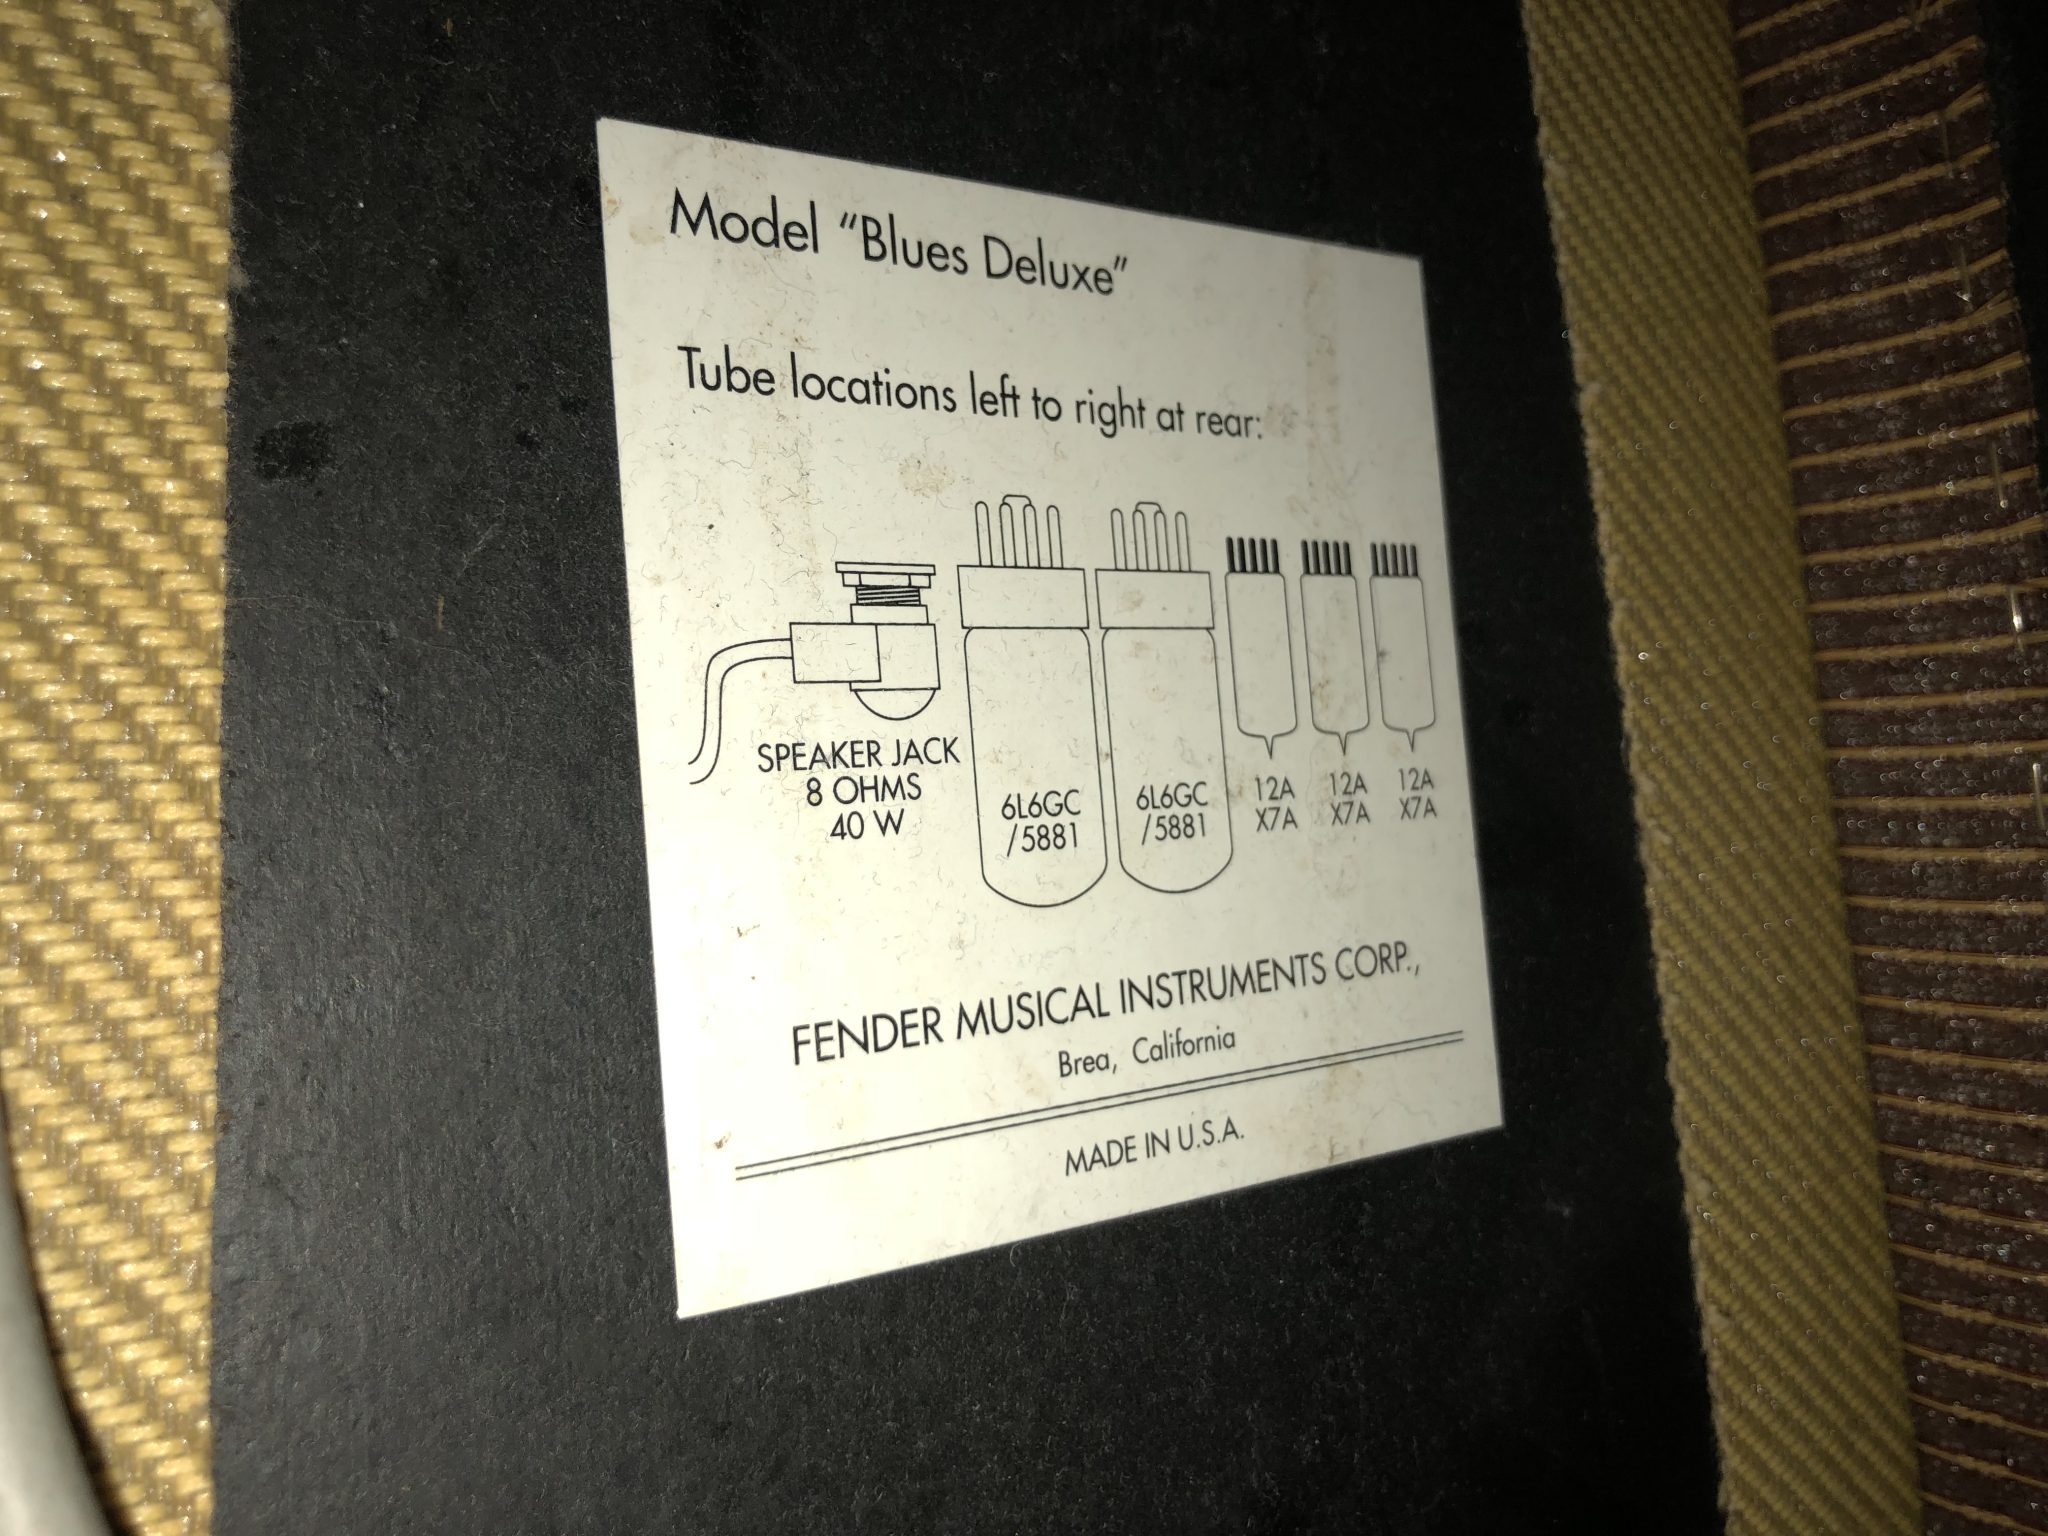 Model "Blues Deluxe"
Tube locations left to right at rear:
SPEAKER JACK
8 OHMS
40 W
6L6GC
/5881
6L6GC
/5881
12A
X7A
12A
X7A
12A
X7A
FENDER MUSICAL INSTRUMENTS CORP.,
Brea, California
MADE IN U.S.A.